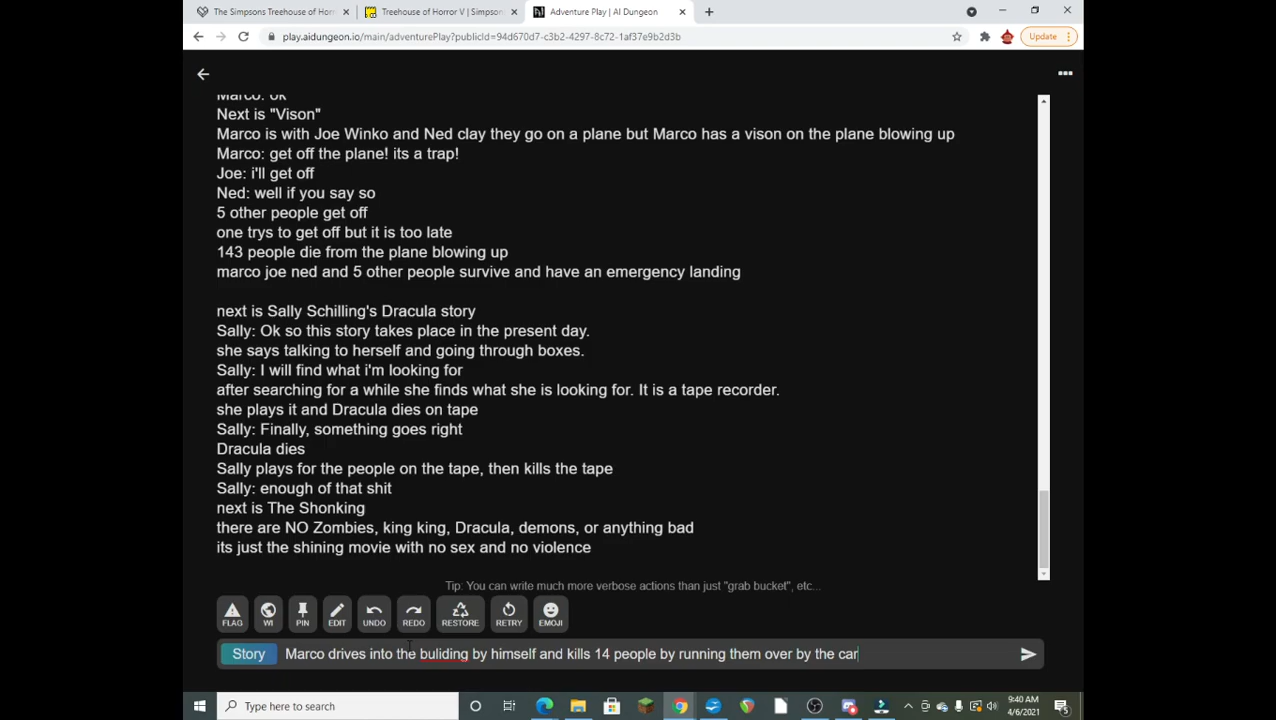 The Simpsons Treehouse of Hor
Treehouse of Horror V | Simpson
Adventure Play | AI Dungeon
play.aidungeon.io/main/adventurePlay?publicId=94d670d7-c3b2-4297-8c72-1af37e9b2d3b
Update
Marco: ok
Next is "Vison"
Marco is with Joe Winko and Ned clay they go on a plane but Marco has a vison on the plane blowing up
Marco: get off the plane! its a trap!
Joe: i'll get off
Ned: well if you say so
5 other people get off
one trys to get off but it is too late
143 people die from the plane blowing up
marco joe ned and 5 other people survive and have an emergency landing
next is Sally Schilling's Dracula story
Sally: Ok so this story takes place in the present day.
she says talking to herself and going through boxes.
Sally: I will find what i'm looking for
after searching for a while she finds what she is looking for. It is a tape recorder.
she plays it and Dracula dies on tape
Sally: Finally, something goes right
Dracula dies
Sally plays for the people on the tape, then kills the tape
Sally: enough of that shit
next is The Shonking
there are NO Zombies, king king, Dracula, demons, or anything bad
its just the shining movie with no sex and no violence
Tip: You can write much more verbose actions than just "grab bucket", etc...
FLAG WI PIN EDIT UNDO REDO RESTORE RETRY EMOJI
Story Marco drives into the buliding by himself and kills 14 people by running them over by the car
Type here to search
9:40 AM
4/6/2021
5